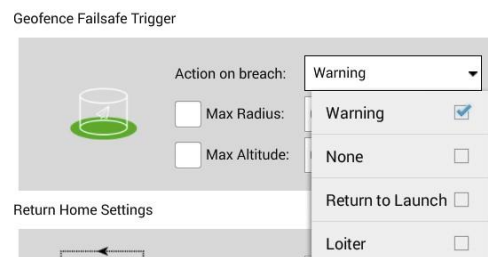 Geofence Failsafe Trigger
Action on breach: Warning
Max Radius: Warning
Max Altitude: None
Return to Launch
Return Home Settings
Loiter